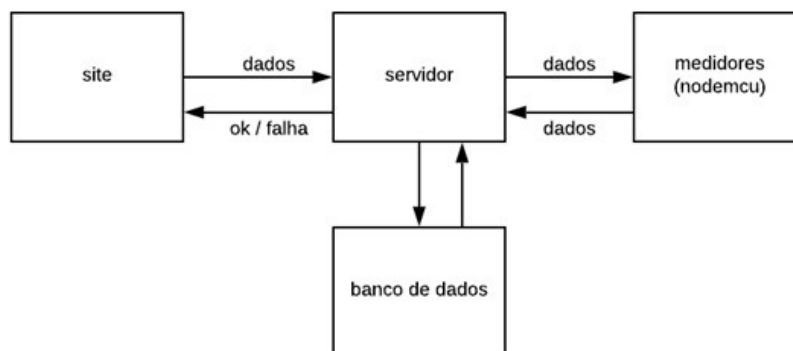 site
dados
ok / falha
servidor
dados
dados
medidores
(nodemcu)
banco de dados